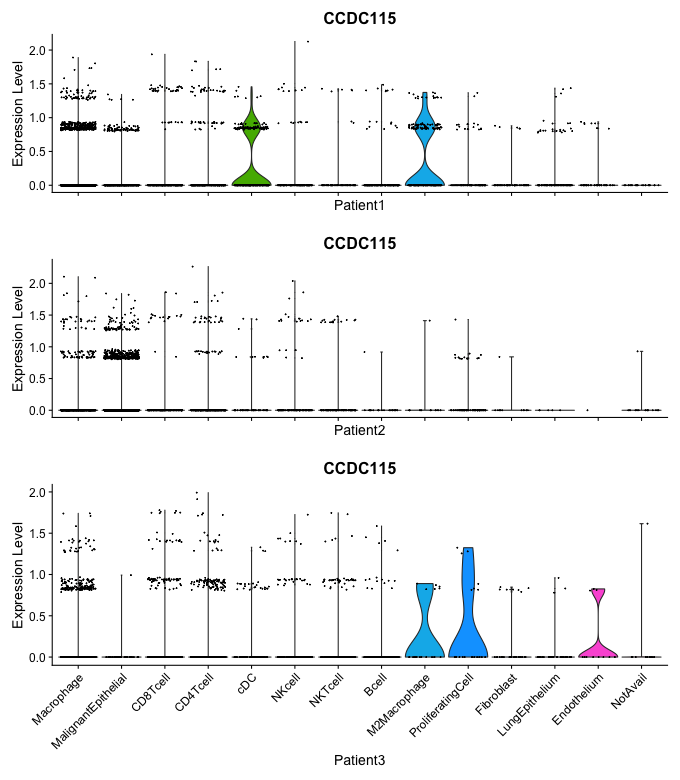 CCDC115
Expression Level
2.0
1.5
1.0
0.5
0.0
Patient1
CCDC115
Expression Level
2.0
1.5
1.0
0.5
0.0
Patient2
CCDC115
Expression Level
2.0
1.5
1.0
0.5
0.0
Macrophage
MalignantEpithelial
CD8Tcell
CD4Tcell
cDC
NKcell
NKTcell
Bcell
M2Macrophage
ProliferatingCell
Fibroblast
LungEpithelium
Endothelium
NotAvail
Patient3